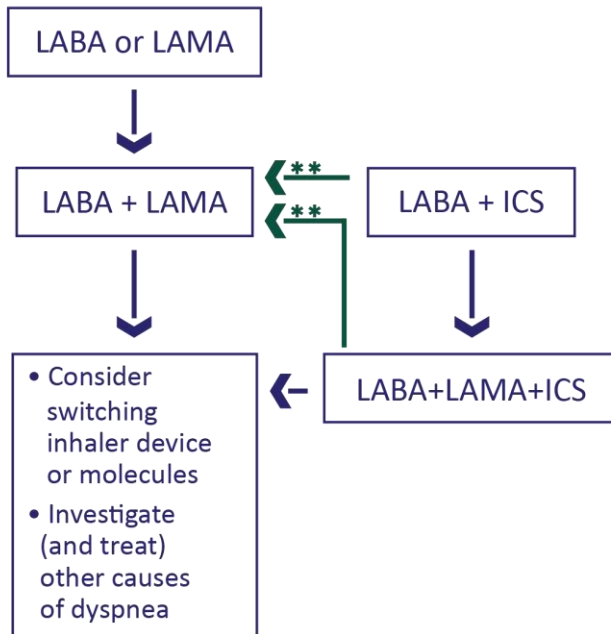 LABA or LAMA
**
LABA + LAMA
**
LABA + ICS
• Consider
switching
inhaler device
or molecules
• Investigate
(and treat)
other causes
of dyspnea
LABA+LAMA+ICS